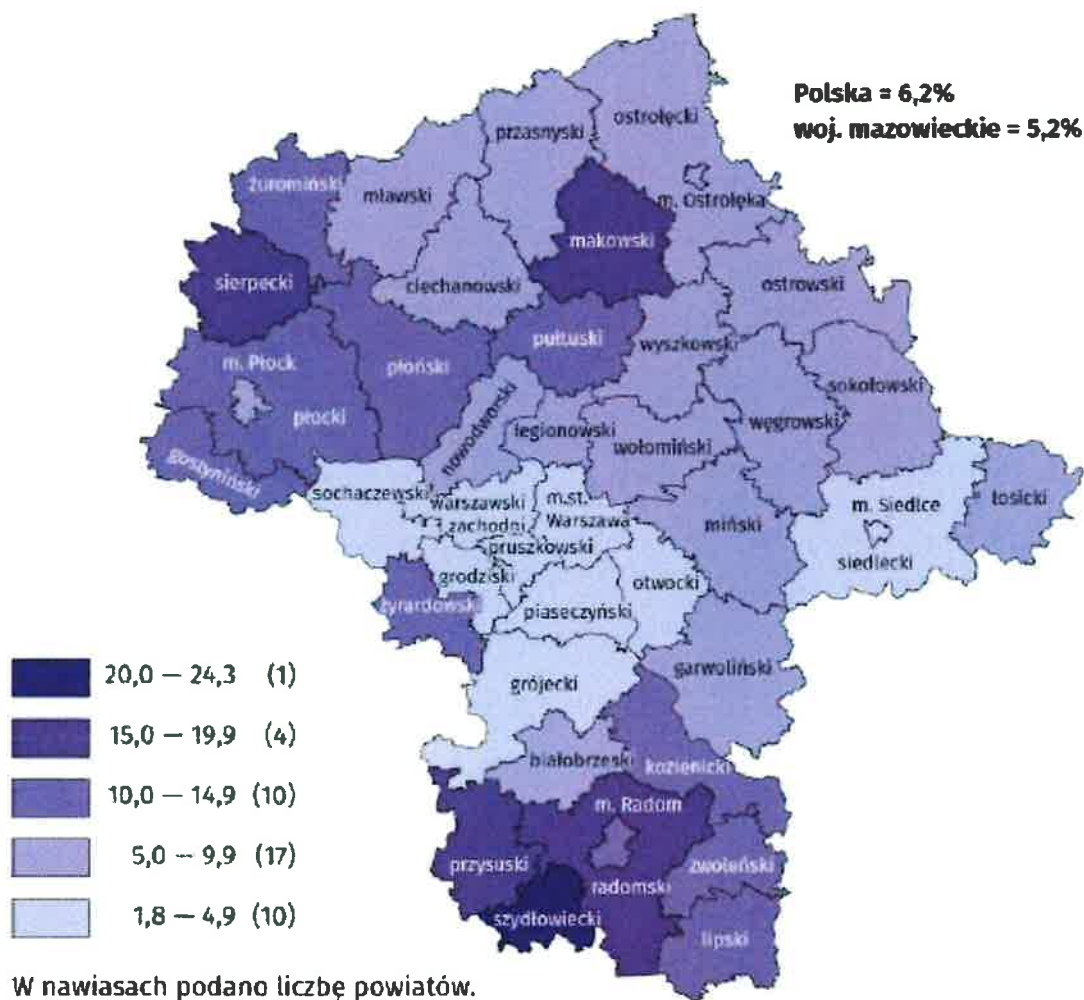 Polska = 6,2%
woj. mazowieckie = 5,2%
ostrołęcki
przasnyski
żuromiński
mławski
m. Ostrołęka
makowski
sierpecki
ciechanowski
ostrowski
pułtuski
wyszkowski
m. Płock
płoński
sokołowski
płocki
nowodworski
legionowski
wołomiński
węgrowski
gostyniński
sochaczewski
warszawski
zachodni
m.st.
Warszawa
miński
m. Siedlce
łosicki
pruszkowski
siedlecki
grodziski
otwocki
żyrardowski
piaseczyński
garwoliński
grójecki
białobrzeski
kozienicki
m. Radom
przysuski
zwoleński
radomski
szydłowiecki
lipski
20,0 — 24,3 (1)
15,0 — 19,9 (4)
10,0 — 14,9 (10)
5,0 — 9,9 (17)
1,8 — 4,9 (10)
W nawiasach podano liczbę powiatów.